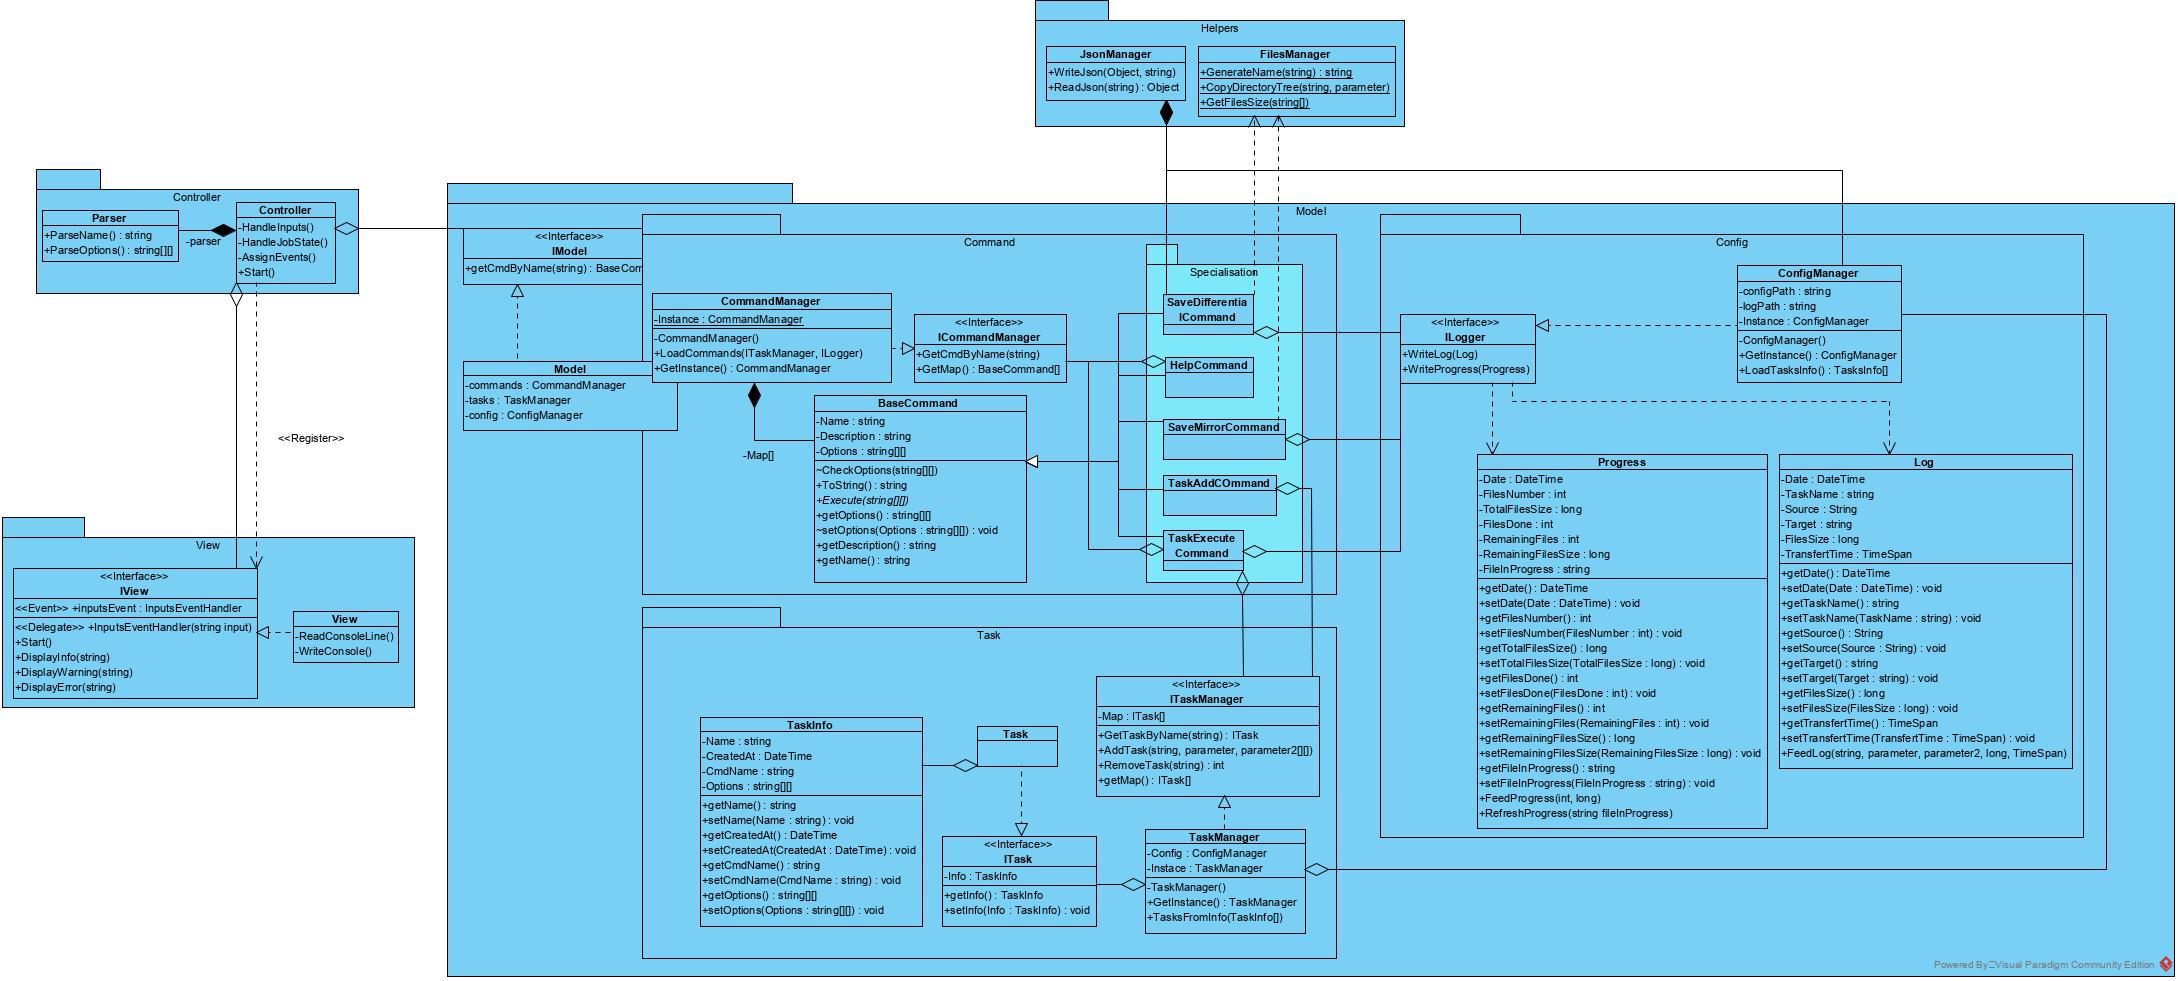 Helpers
JsonManager
+WriteJson(Object, string)
+ReadJson(string) : Object
FilesManager
+GenerateName(string) : string
+CopyDirectoryTree(string, parameter)
+GetFilesSize(string[])
Controller
Parser
+ParseName() : string
+ParseOptions() : string[][]
-parser
Controller
-HandleInputs()
-HandleJobState()
-AssignEvents()
+Start()
<<Register>>
View
<<Interface>>
IView
<<Event>> +inputsEvent : InputsEventHandler
<<Delegate>> +InputsEventHandler(string input)
+Start()
+DisplayInfo(string)
+DisplayWarning(string)
+DisplayError(string)
View
-ReadConsoleLine()
-WriteConsole()
Model
<<Interface>>
IModel
+getCmdByName(string) : BaseCom
Model
-commands : CommandManager
-tasks : TaskManager
-config : ConfigManager
Command
CommandManager
-Instance : CommandManager
-CommandManager()
+LoadCommands(ITaskManager, ILogger)
+GetInstance() : CommandManager
<<Interface>>
ICommandManager
+GetCmdByName(string)
+GetMap() : BaseCommand[]
-Map[]
BaseCommand
-Name : string
-Description : string
-Options : string[][]
~CheckOptions(string[][])
+ToString() : string
+Execute(string[][])
+getOptions() : string[][]
~setOptions(Options : string[][]) : void
+getDescription() : string
+getName() : string
Specialisation
SaveDifferentia
lCommand
HelpCommand
SaveMirrorCommand
TaskAddCOmmand
TaskExecute
Command
Config
<<Interface>>
ILogger
+WriteLog(Log)
+WriteProgress(Progress)
ConfigManager
-configPath : string
-logPath : string
-Instance : ConfigManager
-ConfigManager()
+GetInstance() : ConfigManager
+LoadTasksInfo() : TasksInfo[]
Progress
-Date : DateTime
-FilesNumber : int
-TotalFilesSize : long
-FilesDone : int
-RemainingFiles : int
-RemainingFilesSize : long
-FileInProgress : string
+getDate() : DateTime
+setDate(Date : DateTime) : void
+getFilesNumber() : int
+setFilesNumber(FilesNumber : int) : void
+getTotalFilesSize() : long
+setTotalFilesSize(TotalFilesSize : long) : void
+getFilesDone() : int
+setFilesDone(FilesDone : int) : void
+getRemainingFiles() : int
+setRemainingFiles(RemainingFiles : int) : void
+getRemainingFilesSize() : long
+setRemainingFilesSize(RemainingFilesSize : long) : void
+getFileInProgress() : string
+setFileInProgress(FileInProgress : string) : void
+FeedProgress(int, long)
+RefreshProgress(string fileInProgress)
Log
-Date : DateTime
-TaskName : string
-Source : String
-Target : string
-FilesSize : long
-TransfertTime : TimeSpan
+getDate() : DateTime
+setDate(Date : DateTime) : void
+getTaskName() : string
+setTaskName(TaskName : string) : void
+getSource() : String
+setSource(Source : String) : void
+getTarget() : string
+setTarget(Target : string) : void
+getFilesSize() : long
+setFilesSize(FilesSize : long) : void
+getTransfertTime() : TimeSpan
+setTransfertTime(TransfertTime : TimeSpan) : void
+FeedLog(string, parameter, parameter2, long, TimeSpan)
Task
TaskInfo
-Name : string
-CreatedAt : DateTime
-CmdName : string
-Options : string[][]
+getName() : string
+setName(Name : string) : void
+getCreatedAt() : DateTime
+setCreatedAt(CreatedAt : DateTime) : void
+getCmdName() : string
+setCmdName(CmdName : string) : void
+getOptions() : string[][]
+setOptions(Options : string[][]) : void
Task
<<Interface>>
ITask
-Info : TaskInfo
+getInfo() : TaskInfo
+setInfo(Info : TaskInfo) : void
<<Interface>>
ITaskManager
-Map : ITask[]
+GetTaskByName(string) : ITask
+AddTask(string, parameter, parameter2[][])
+RemoveTask(string) : int
+getMap() : ITask[]
TaskManager
-Config : ConfigManager
-Instace : TaskManager
-TaskManager()
+GetInstance() : TaskManager
+TasksFromInfo(TaskInfo[])
Powered By Visual Paradigm Community Edition